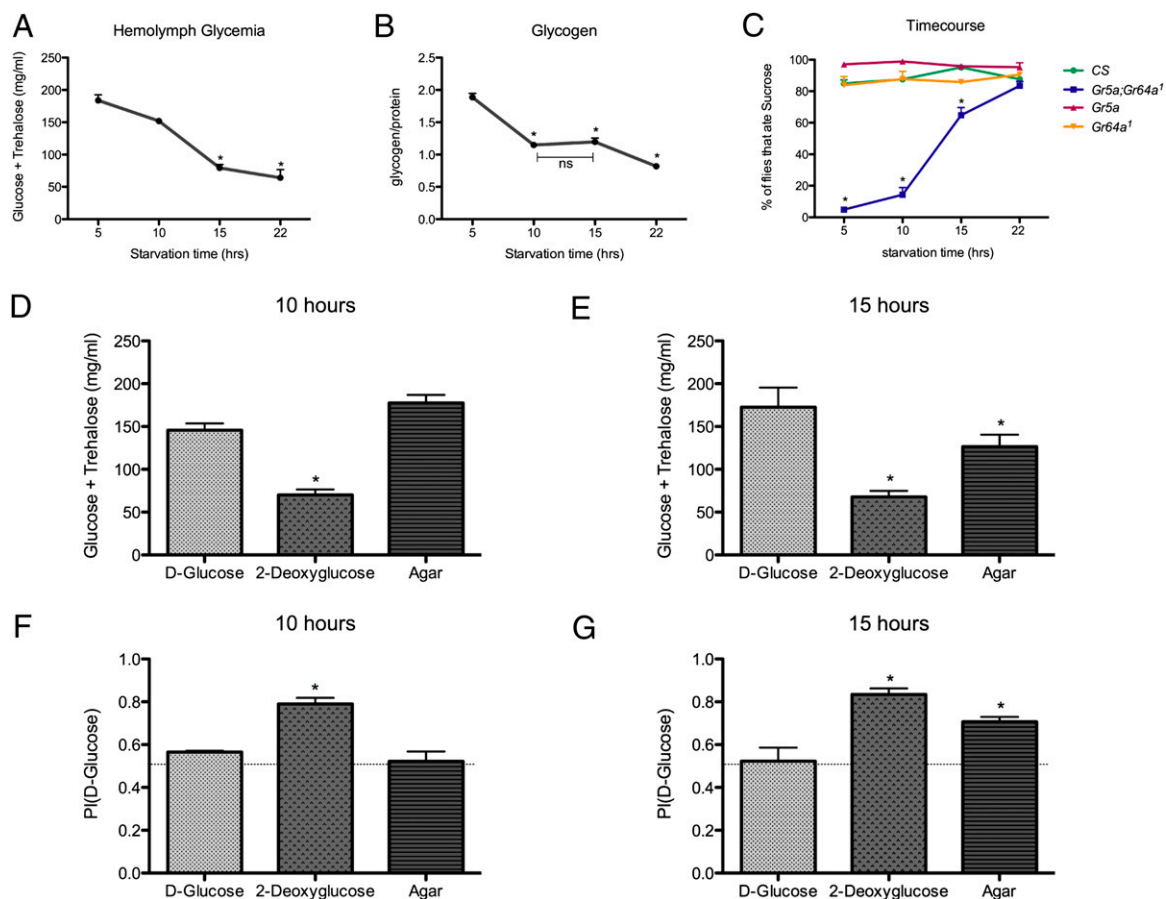 A
Hemolymph Glycemia
Glucose + Trehalose (mg/ml)
250
200
150
100
50
0
*
*
5
10
15
22
Starvation time (hrs)
B
Glycogen
glycogen/protein
2.5
2.0
1.5
1.0
0.5
0.0
*
*
*
ns
5
10
15
22
Starvation time (hrs)
C
Timecourse
% of flies that ate Sucrose
100
80
60
40
20
0
*
*
*
5
10
15
22
starvation time (hrs)
CS
Gr5a;Gr64a¹
Gr5a
Gr64a¹
D
10 hours
Glucose + Trehalose (mg/ml)
250
200
150
100
50
0
*
D-Glucose
2-Deoxyglucose
Agar
E
15 hours
Glucose + Trehalose (mg/ml)
250
200
150
100
50
0
*
*
D-Glucose
2-Deoxyglucose
Agar
F
10 hours
PI(D-Glucose)
1.0
0.8
0.6
0.4
0.2
0.0
*
D-Glucose
2-Deoxyglucose
Agar
G
15 hours
PI(D-Glucose)
1.0
0.8
0.6
0.4
0.2
0.0
*
*
D-Glucose
2-Deoxyglucose
Agar